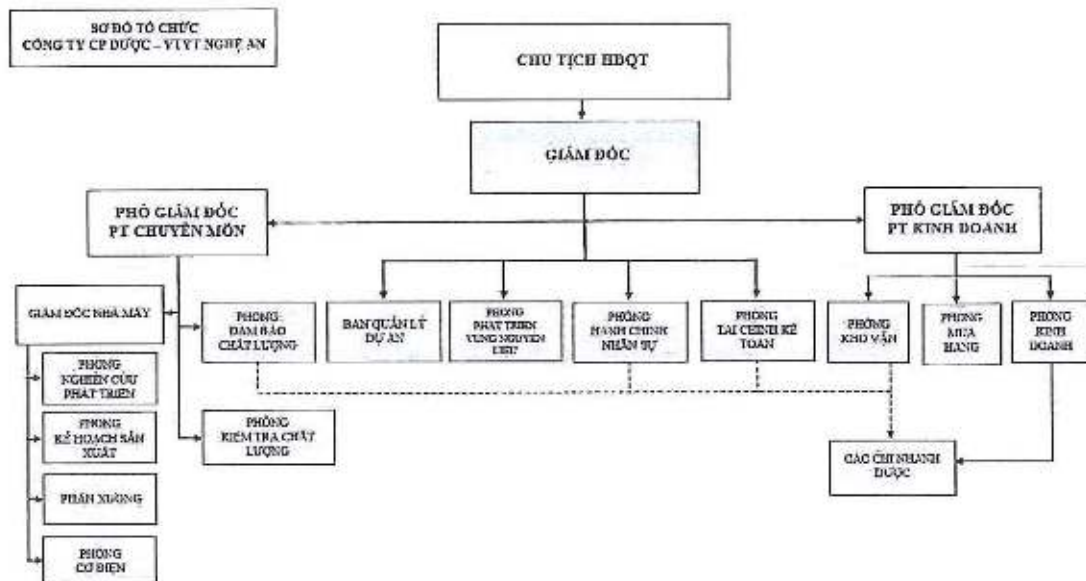 SƠ ĐỒ TỔ CHỨC
CÔNG TY CP DƯỢC – VTYT NGHỆ AN
CHỦ TỊCH HĐQT
GIÁM ĐỐC
PHÓ GIÁM ĐỐC
PT CHUYÊN MÔN
PHÓ GIÁM ĐỐC
PT KINH DOANH
GIÁM ĐỐC NHÀ MÁY
PHÒNG
ĐẢM BẢO
CHẤT LƯỢNG
BAN QUẢN LÝ
DỰ ÁN
PHÒNG
PHÁT TRIỂN
VÙNG NGUYÊN
LIỆU
PHÒNG
HÀNH CHÍNH
NHÂN SỰ
PHÒNG
TÀI CHÍNH KẾ
TOÁN
PHÒNG
KHO VẬN
PHÒNG
MUA
HÀNG
PHÒNG
KINH
DOANH
PHÒNG
NGHIÊN CỨU
PHÁT TRIỂN
PHÒNG
KẾ HOẠCH SẢN
XUẤT
PHÒNG
KIỂM TRA CHẤT
LƯỢNG
CÁC CHI NHÁNH
DƯỢC
PHÂN XƯỞNG
PHÒNG
CƠ ĐIỆN